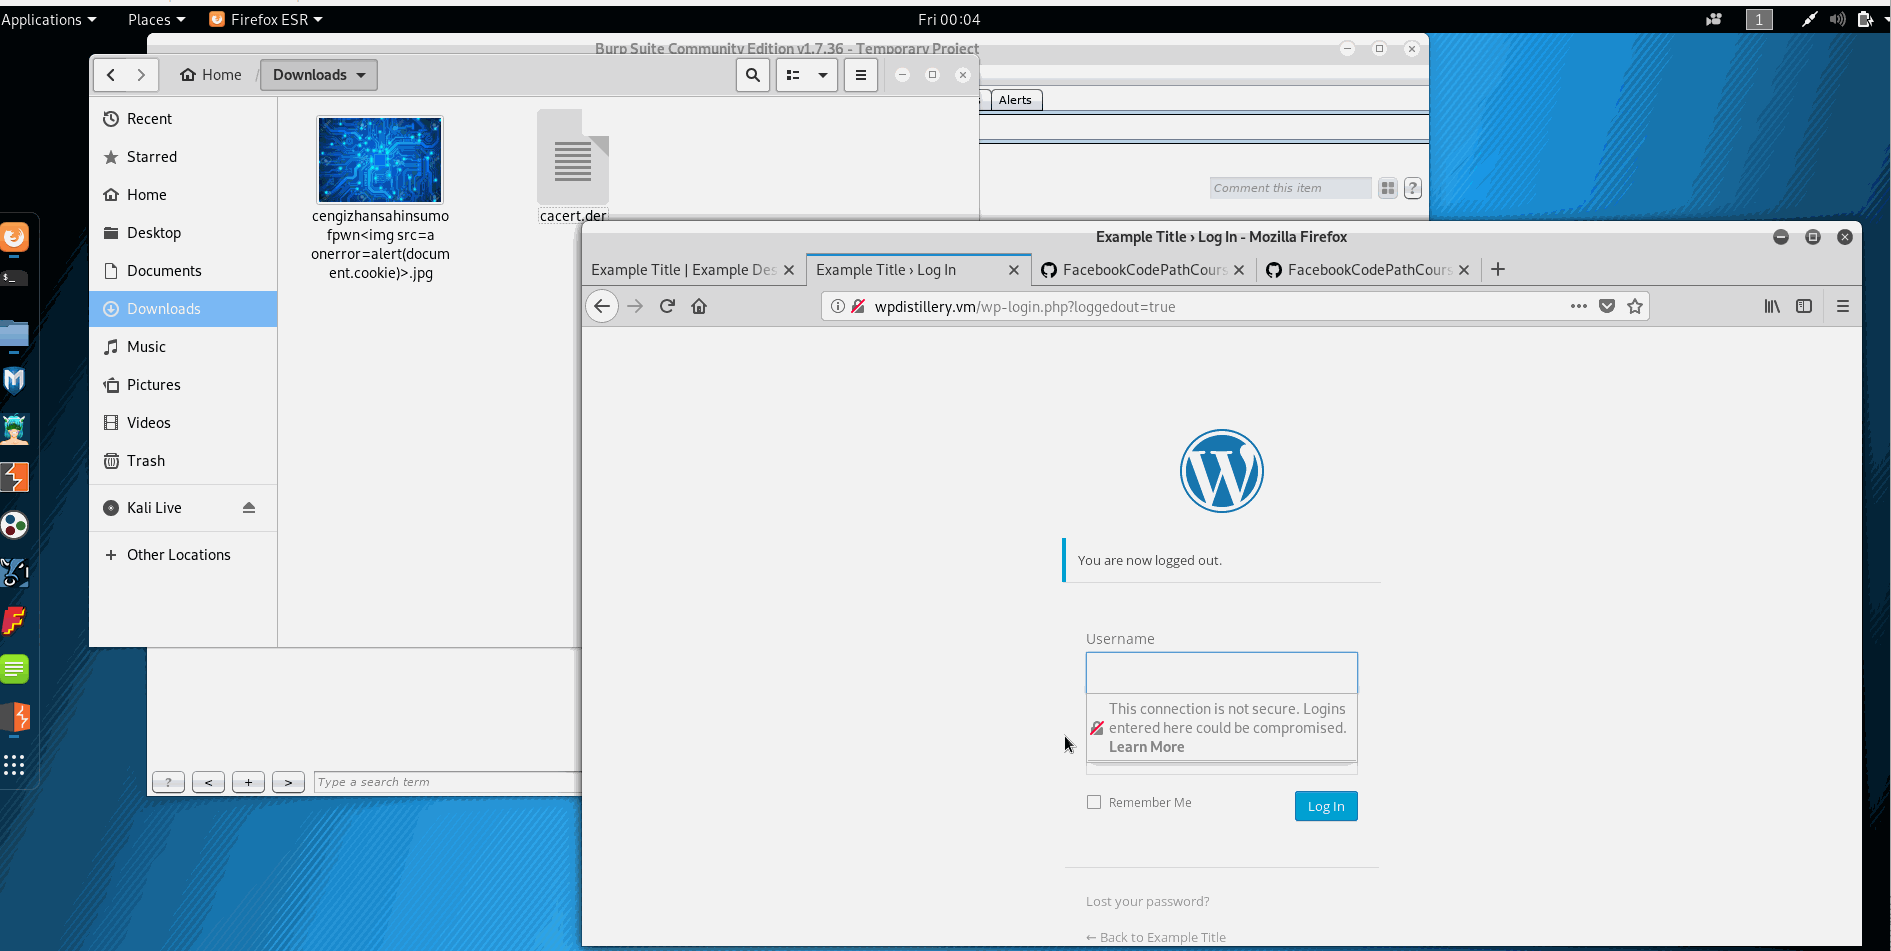 Applications
Places
Firefox ESR
Fri 00:04
1
Burp Suite Community Edition v1.7.36 - Temporary Project
Home
/
Downloads
Alerts
Comment this item
?
Recent
Starred
Home
Desktop
Documents
Downloads
Music
Pictures
Videos
Trash
Kali Live
+ Other Locations
cengizhansahinsumo
fpwn<img src=a
onerror=alert(docum
ent.cookie)>.jpg
cacert.der
? < + >
Type a search term
Example Title › Log In - Mozilla Firefox
Example Title | Example Des
Example Title › Log In
FacebookCodePathCours
FacebookCodePathCours
wpdistillery.vm/wp-login.php?loggedout=true
You are now logged out.
Username
This connection is not secure. Logins
entered here could be compromised.
Learn More
Remember Me
Log In
Lost your password?
← Back to Example Title